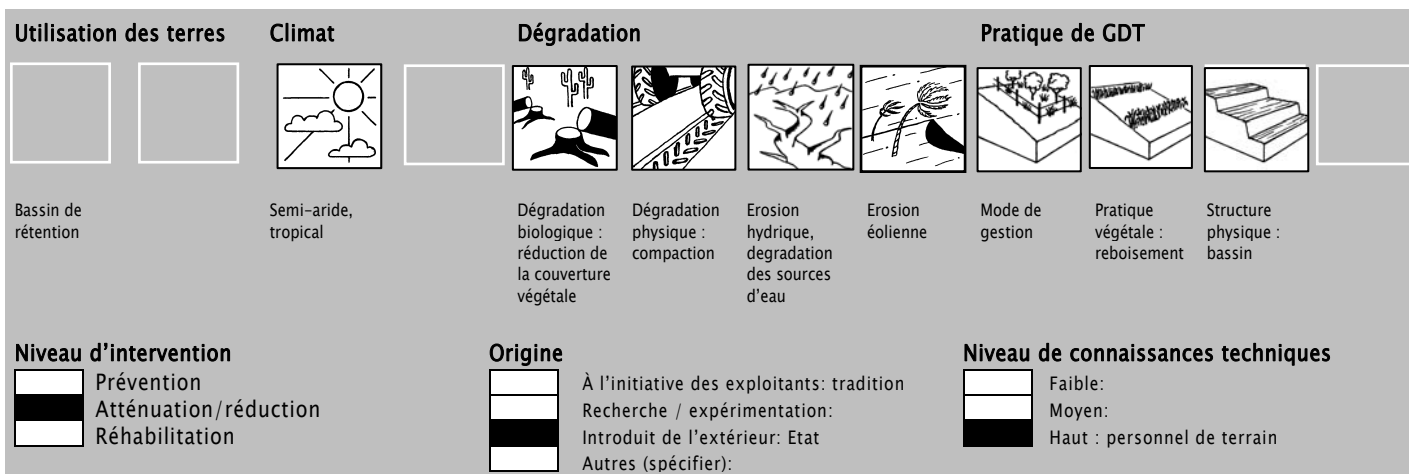 Utilisation des terres Climat Dégradation Pratique de GDT
Bassin de
rétention
Semi-aride,
tropical
Dégradation
biologique :
réduction de
la couverture
végétale
Dégradation
physique :
compaction
Erosion
hydrique,
degradation
des sources
d'eau
Erosion
éolienne
Mode de
gestion
Pratique
végétale :
reboisement
Structure
physique :
bassin
Niveau d'intervention
Prévention
Atténuation/réduction
Réhabilitation
Origine
À l'initiative des exploitants: tradition
Recherche / expérimentation:
Introduit de l'extérieur: Etat
Autres (spécifier):
Niveau de connaissances techniques
Faible:
Moyen:
Haut : personnel de terrain